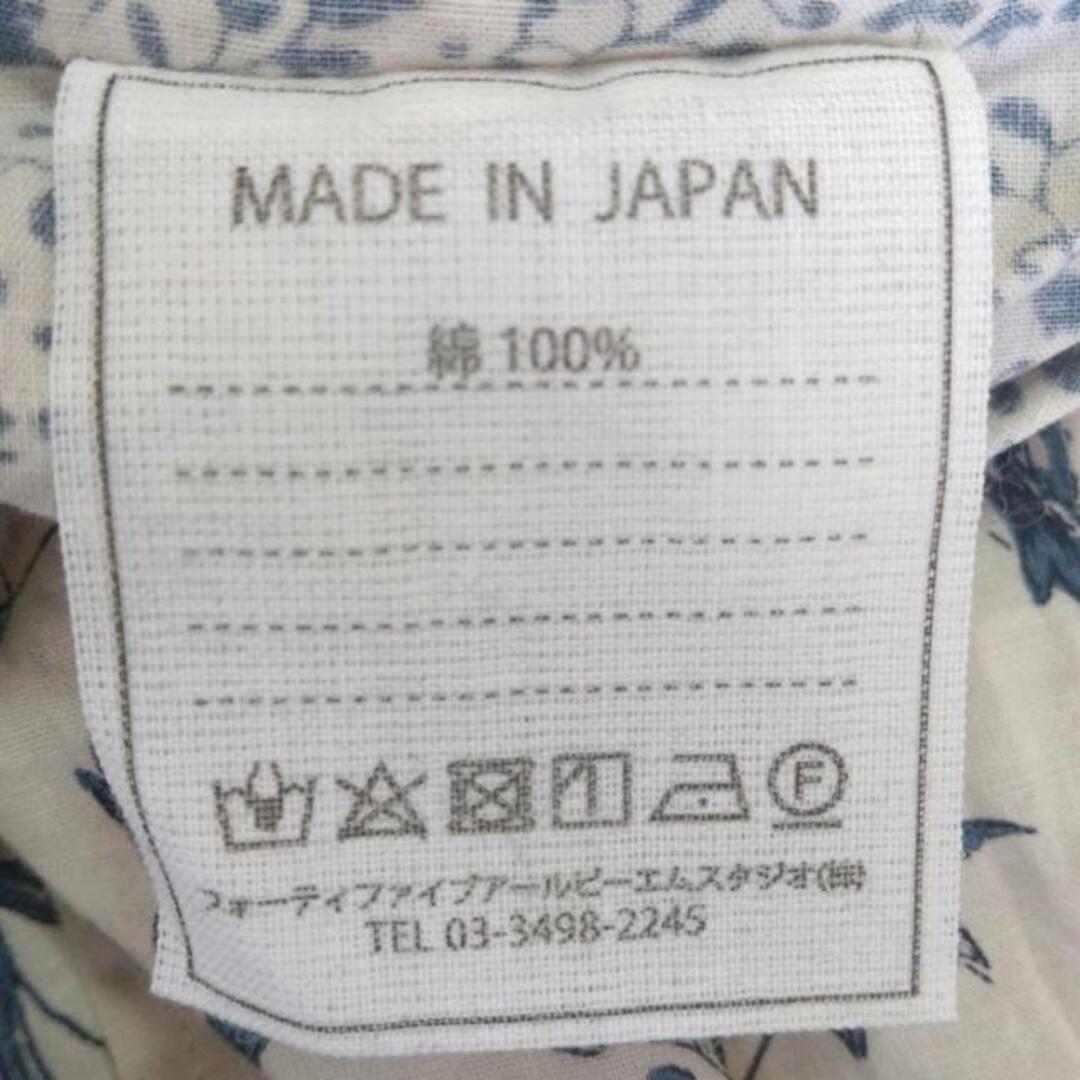 MADE IN JAPAN
綿 100%
F
フォーティファイブアールピーエムスタジオ(株)
TEL 03-3498-2245